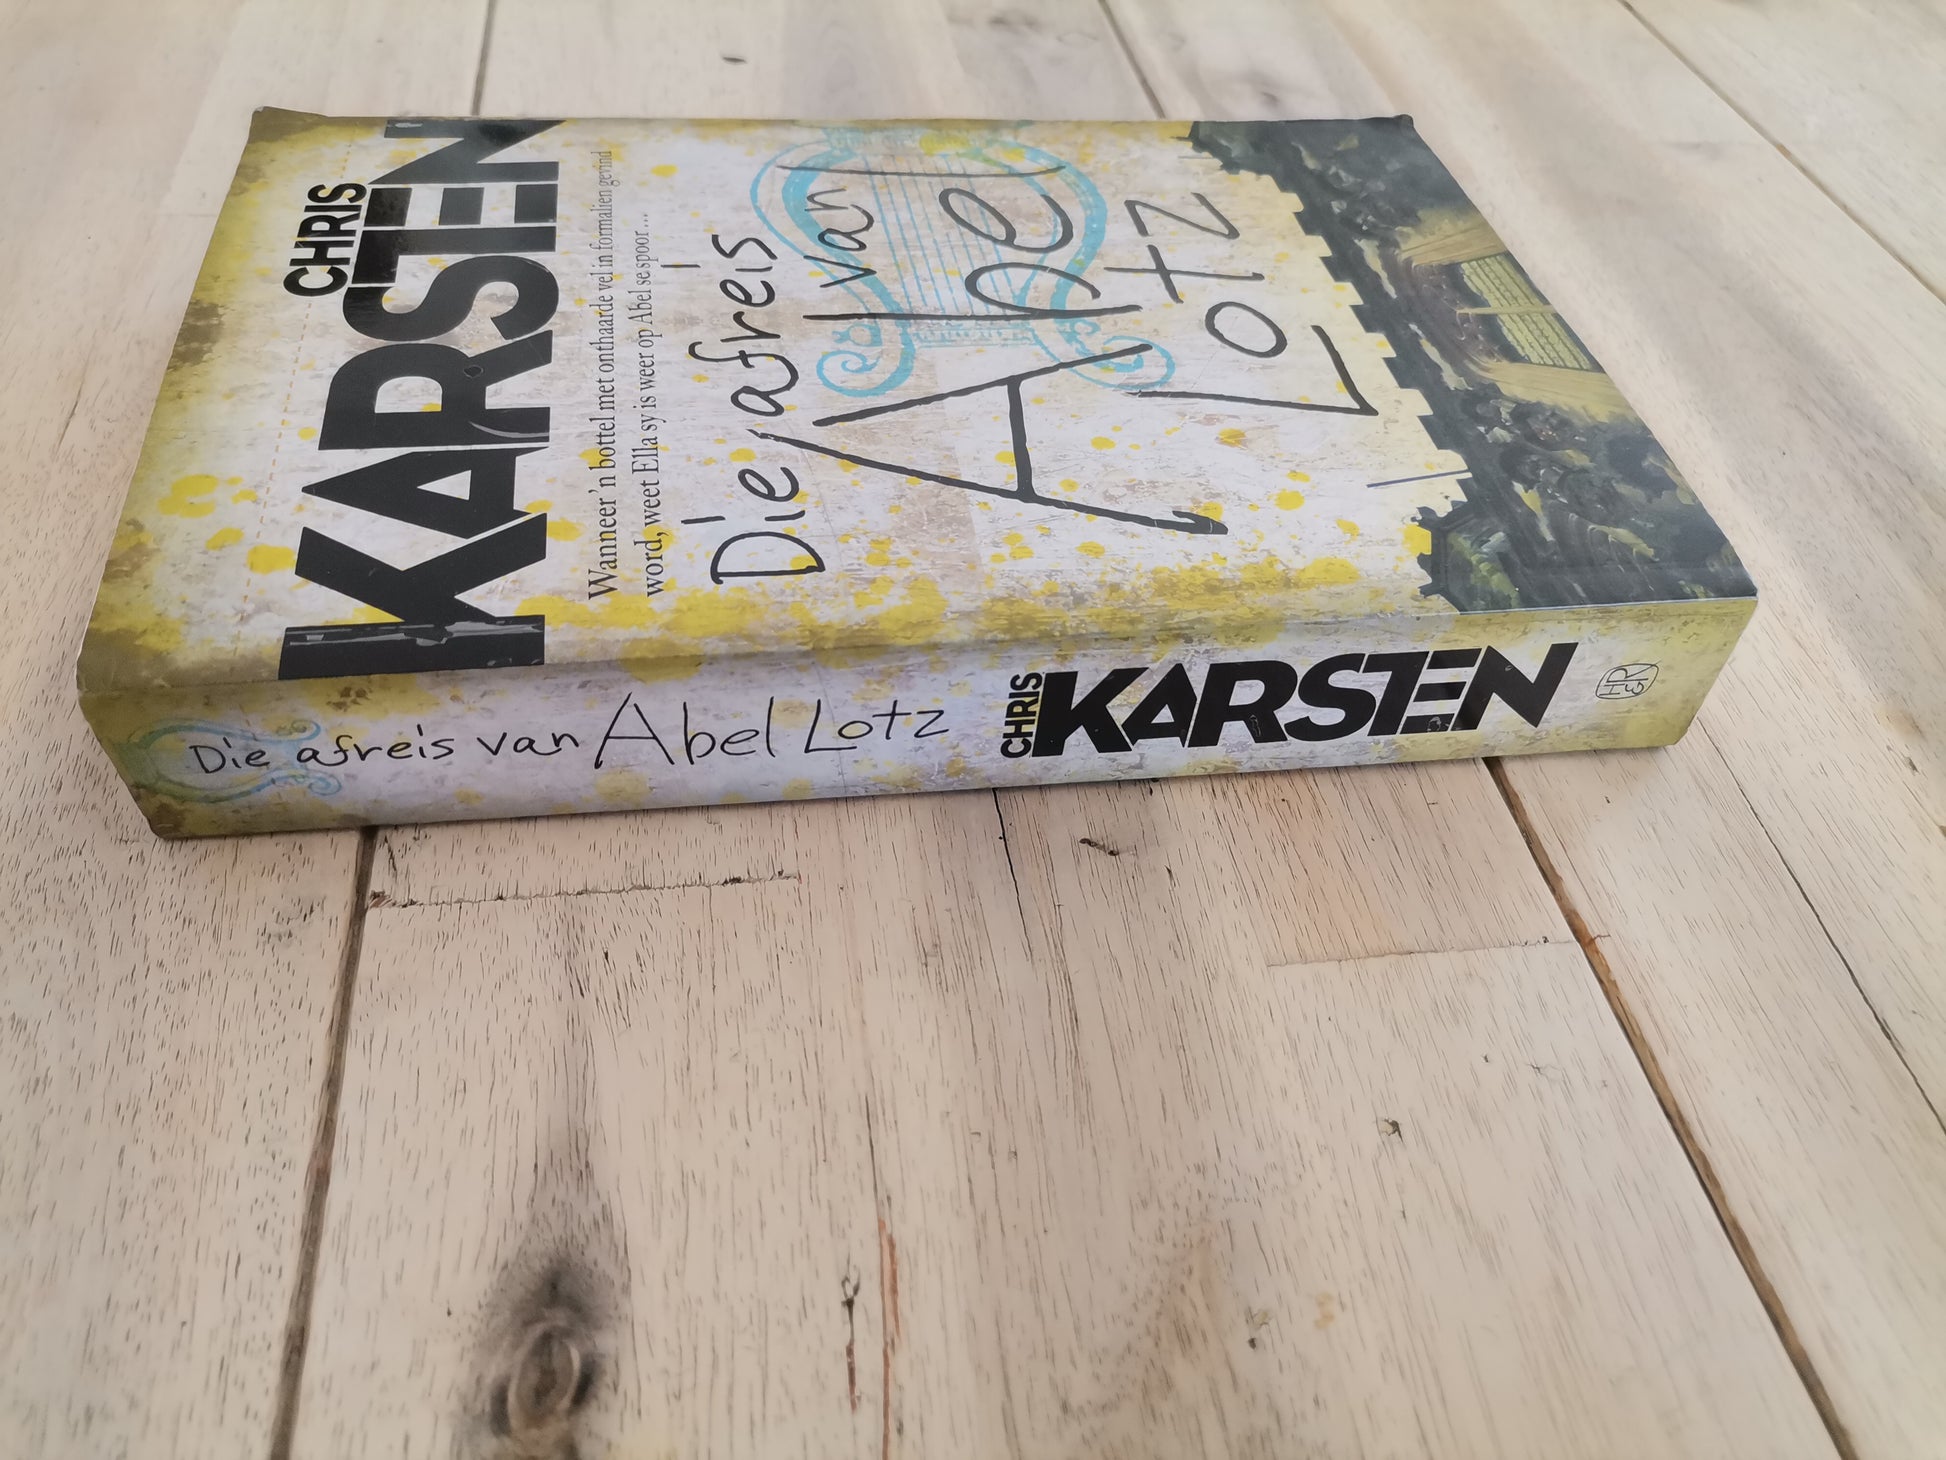 CHRIS
KARSTEN
Wanneer 'n bottel met onthaarde vel in formalien gevind
word, weet Ella sy is weer op Abel se spoor...
Die afreis
van
Abel
Lotz
Die afreis van Abel Lotz
CHRIS
KARSTEN
H&R